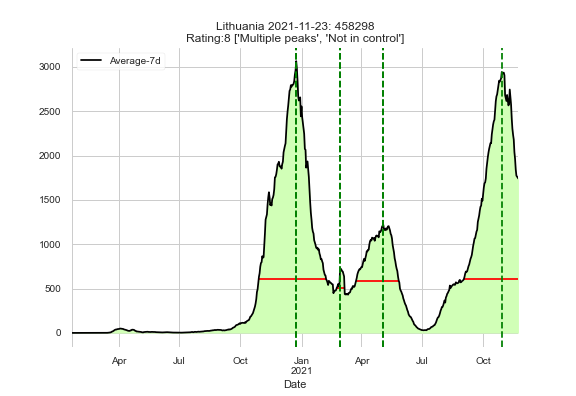 Lithuania 2021-11-23: 458298
Rating:8 ['Multiple peaks', 'Not in control']
Average-7d
3000
2500
2000
1500
1000
500
0
Apr Jul Oct Jan Apr Jul Oct
2021
Date